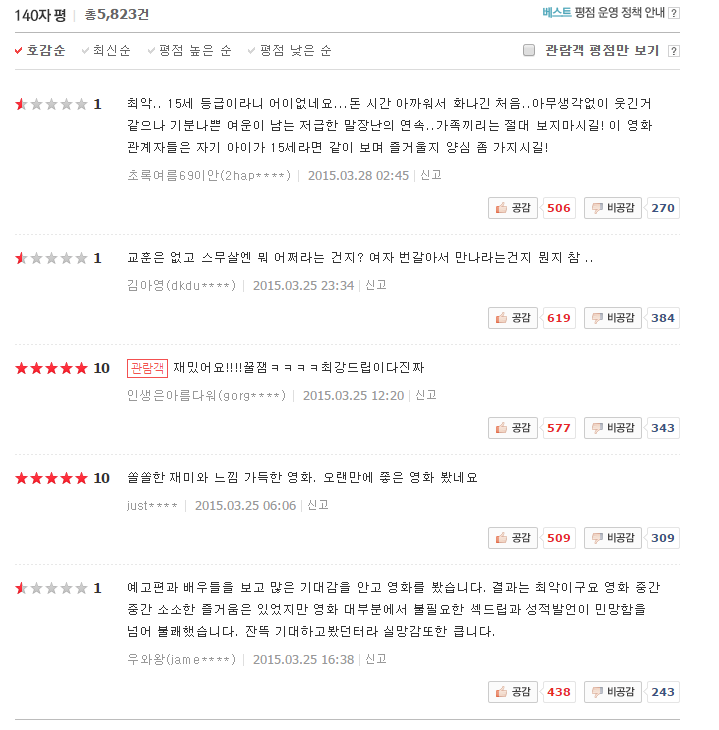 140자 평 총5,823건 베스트 평점 운영 정책 안내 ?
호감순 최신순 평점 높은 순 평점 낮은 순 관람객 평점만 보기 ?
1 최악.. 15세 등급이라니 어이없네요...돈 시간 아까워서 화나긴 처음..아무생각없이 웃긴거
같으나 기분나쁜 여운이 남는 저급한 말장난의 연속..가족끼리는 절대 보지마시길! 이 영화
관계자들은 자기 아이가 15세라면 같이 보며 즐거울지 양심 좀 가지시길!
초록여름69이안(2hap****) 2015.03.28 02:45 신고
공감 506 비공감 270
1 교훈은 없고 스무살엔 뭐 어쩌라는 건지? 여자 번갈아서 만나라는건지 뭔지 참 ..
김아영(dkdu****) 2015.03.25 23:34 신고
공감 619 비공감 384
10 관람객 재밌어요!!!!꿀잼ㅋㅋㅋㅋ최강드립이다진짜
인생은아름다워(gorg****) 2015.03.25 12:20 신고
공감 577 비공감 343
10 쏠쏠한 재미와 느낌 가득한 영화. 오랜만에 좋은 영화 봤네요
just**** 2015.03.25 06:06 신고
공감 509 비공감 309
1 예고편과 배우들을 보고 많은 기대감을 안고 영화를 봤습니다. 결과는 최악이구요 영화 중간
중간 소소한 즐거움은 있었지만 영화 대부분에서 불필요한 섹드립과 성적발언이 민망함을
넘어 불쾌했습니다. 잔뜩 기대하고봤던터라 실망감또한 큽니다.
우와왕(jame****) 2015.03.25 16:38 신고
공감 438 비공감 243